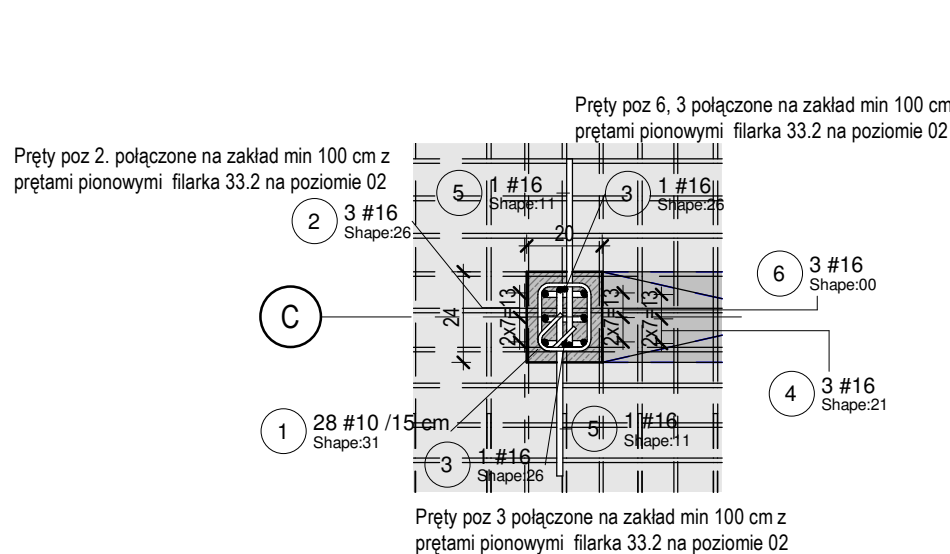 Pręty poz 6, 3 połączone na zakład min 100 cm
prętami pionowymi  filarka 33.2 na poziomie 02
Pręty poz 2. połączone na zakład min 100 cm z
prętami pionowymi  filarka 33.2 na poziomie 02
5 1 #16
Shape:11
3 1 #16
Shape:26
2 3 #16
Shape:26
20
6 3 #16
Shape:00
C
24
2x7=13
2x7=13
2x7=13
4 3 #16
Shape:21
1 28 #10 /15 cm
Shape:31
5 1 #16
Shape:11
3 1 #16
Shape:26
Pręty poz 3 połączone na zakład min 100 cm z
prętami pionowymi  filarka 33.2 na poziomie 02